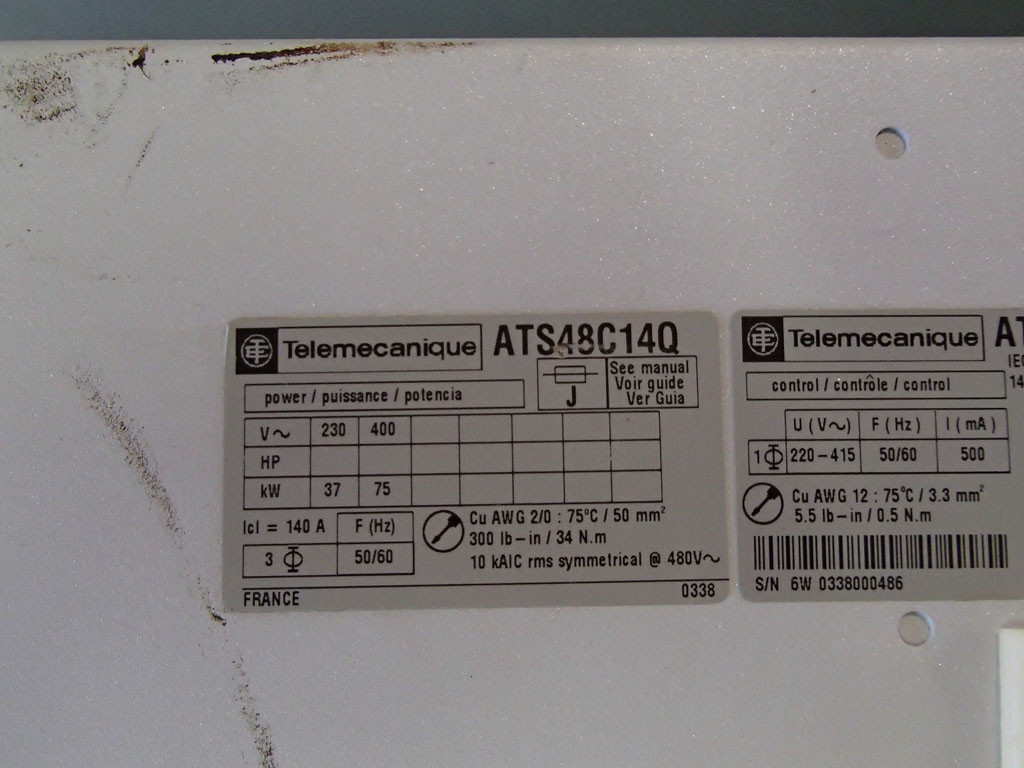 Telemecanique ATS48C14Q
power / puissance / potencia
J
See manual
Voir guide
Ver Guia
V~ 230 400
HP
kW 37 75
Icl = 140 A F (Hz)
3 Φ 50/60
Cu AWG 2/0 : 75°C / 50 mm²
300 lb-in / 34 N.m
10 kAIC rms symmetrical @ 480V~
FRANCE 0338
Telemecanique AT
IEC
14
control / contrôle / control
U (V~) F (Hz) I (mA)
1 Φ 220-415 50/60 500
Cu AWG 12 : 75°C / 3.3 mm²
5.5 lb-in / 0.5 N.m
S/N 6W 0338000486